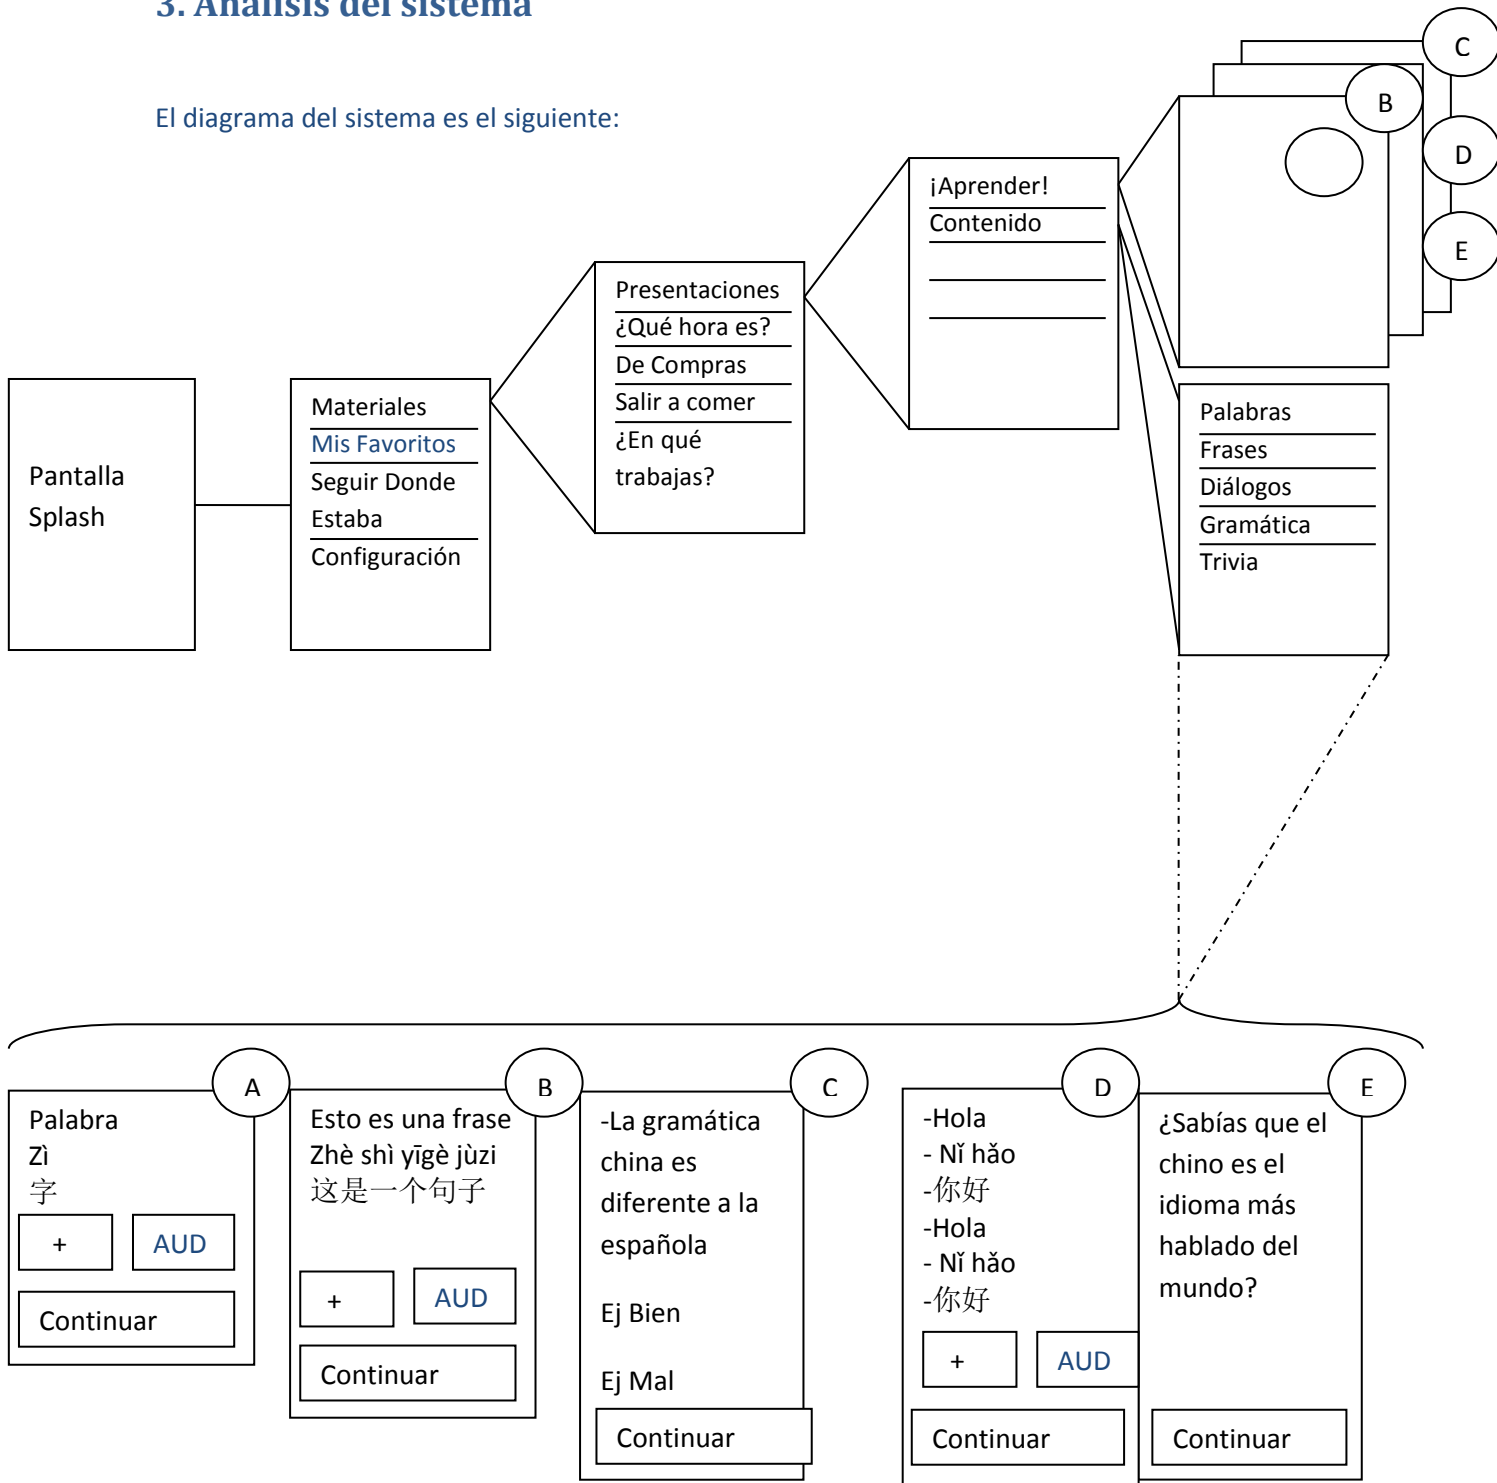 3. Análisis del sistema
El diagrama del sistema es el siguiente:
Pantalla
Splash
Materiales
Mis Favoritos
Seguir Donde
Estaba
Configuración
Presentaciones
¿Qué hora es?
De Compras
Salir a comer
¿En qué
trabajas?
¡Aprender!
Contenido
B
C
D
E
Palabras
Frases
Diálogos
Gramática
Trivia
A
Palabra
Zì
字
+
AUD
Continuar
B
Esto es una frase
Zhè shì yīgè jùzi
这是一个句子
+
AUD
Continuar
C
-La gramática
china es
diferente a la
española
Ej Bien
Ej Mal
Continuar
D
-Hola
- Nǐ hǎo
-你好
-Hola
- Nǐ hǎo
-你好
+
AUD
Continuar
E
¿Sabías que el
chino es el
idioma más
hablado del
mundo?
Continuar